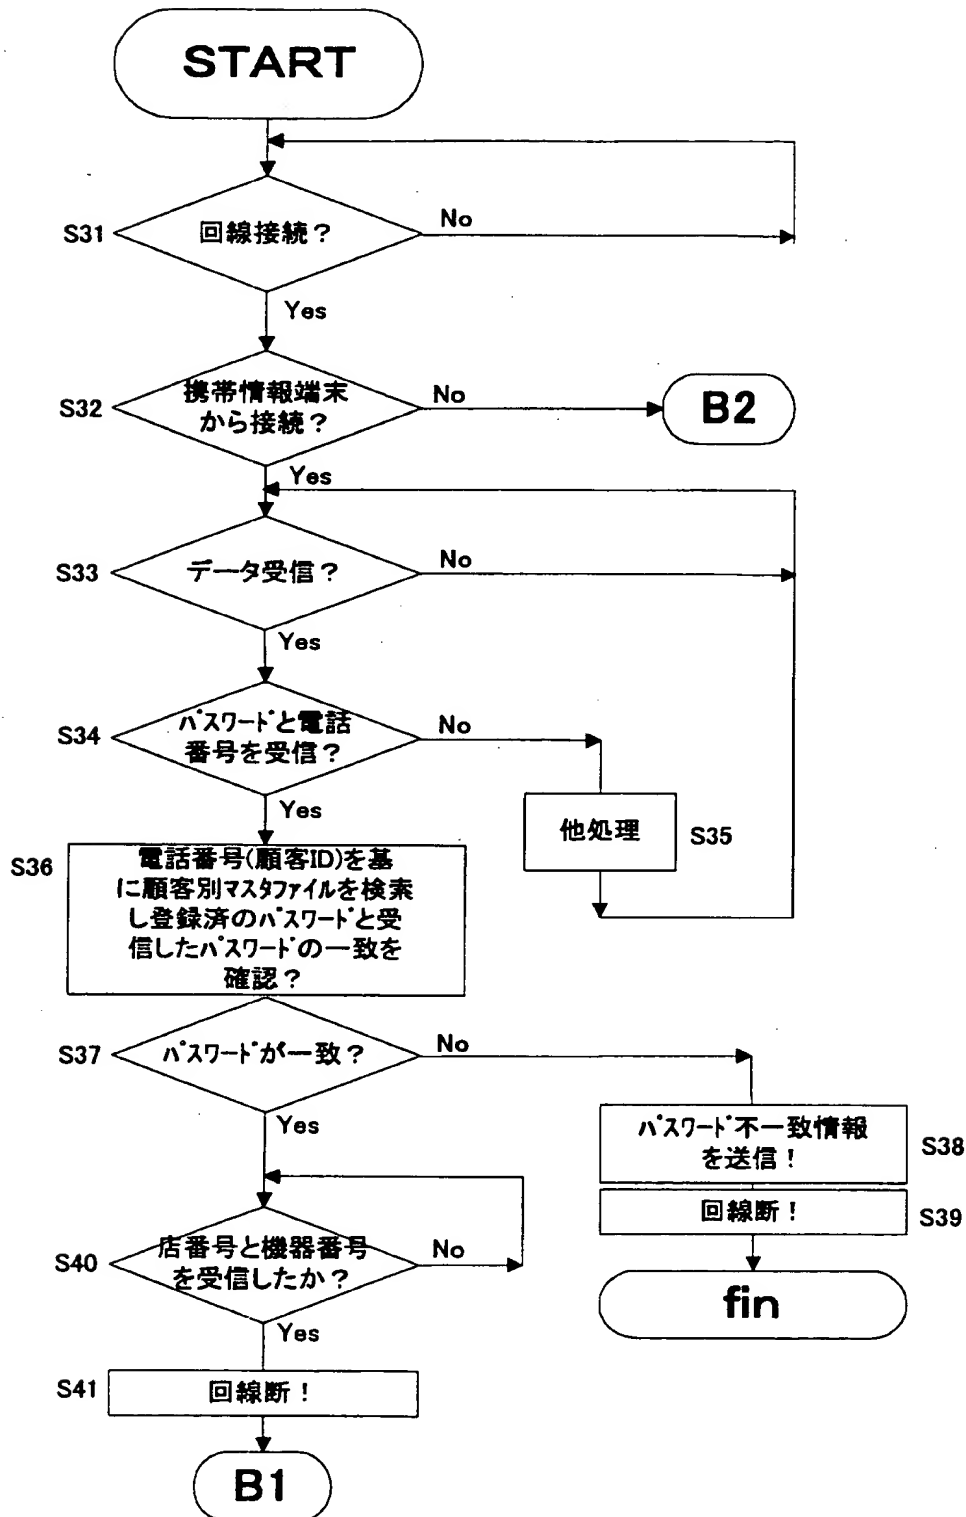 START
S31
回線接続？
No
Yes
S32
携帯情報端末
から接続？
No
B2
Yes
S33
データ受信？
No
Yes
S34
ﾊﾟｽﾜｰﾄﾞと電話
番号を受信？
No
Yes
他処理
S35
S36
電話番号(顧客ID)を基
に顧客別ﾏｽﾀﾌｧｲﾙを検索
し登録済のﾊﾟｽﾜｰﾄﾞと受
信したﾊﾟｽﾜｰﾄﾞの一致を
確認？
S37
ﾊﾟｽﾜｰﾄﾞが一致？
No
Yes
ﾊﾟｽﾜｰﾄﾞ不一致情報
を送信！
S38
回線断！
S39
fin
S40
店番号と機器番号
を受信したか？
No
Yes
S41
回線断！
B1